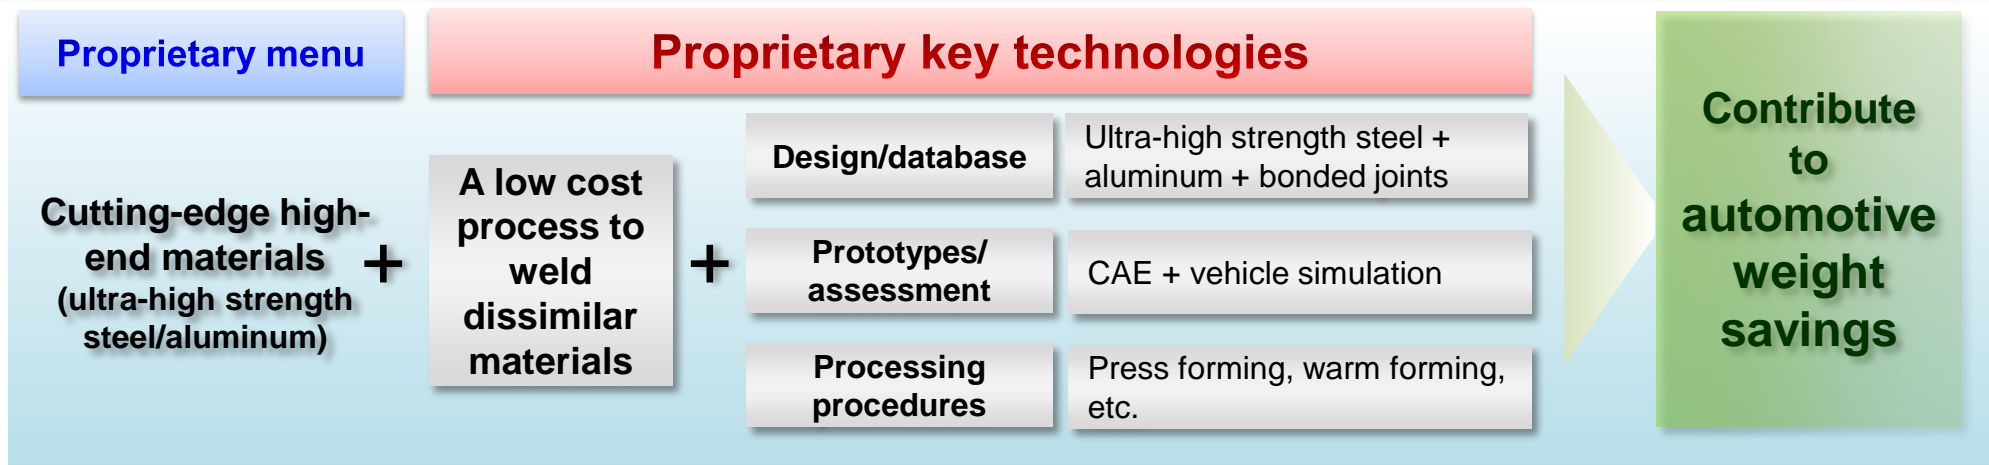 Proprietary menu
Proprietary key technologies
Cutting-edge high-
end materials
(ultra-high strength
steel/aluminum)
+
A low cost
process to
weld
dissimilar
materials
+
Design/database
Ultra-high strength steel +
aluminum + bonded joints
Prototypes/
assessment
CAE + vehicle simulation
Processing
procedures
Press forming, warm forming,
etc.
Contribute
to
automotive
weight
savings